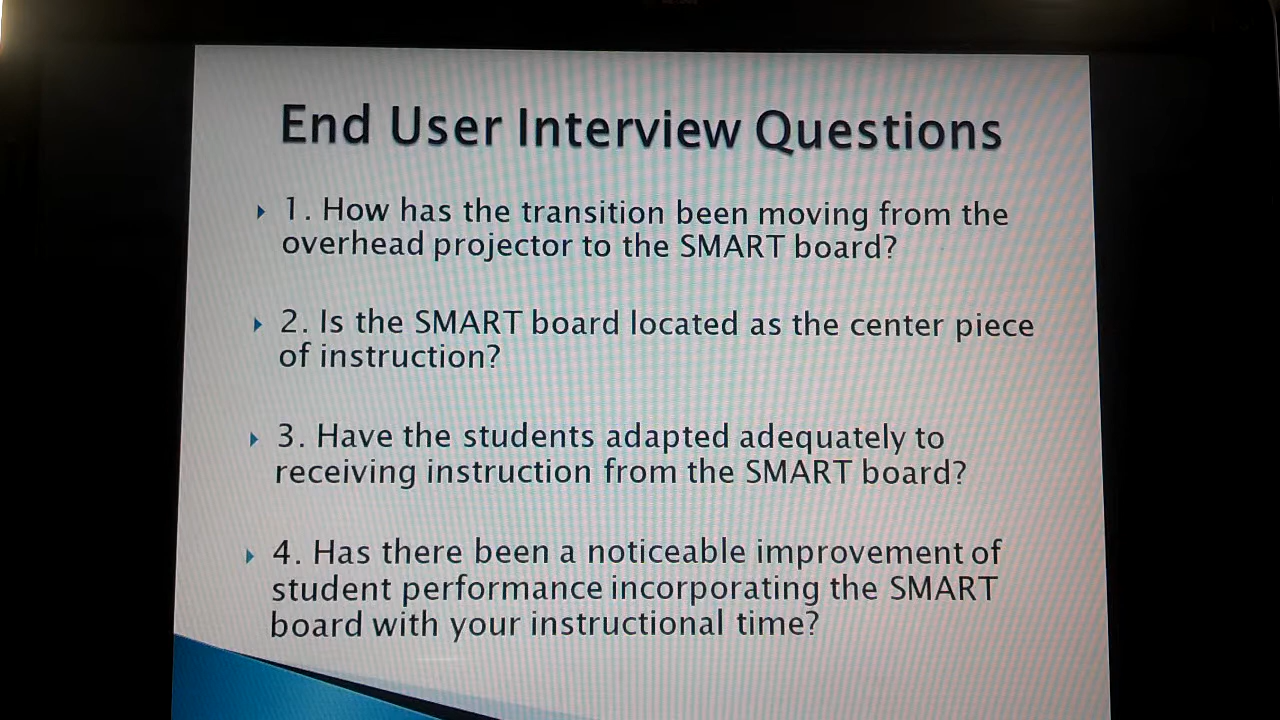 End User Interview Questions
1. How has the transition been moving from the
overhead projector to the SMART board?
2. Is the SMART board located as the center piece
of instruction?
3. Have the students adapted adequately to
receiving instruction from the SMART board?
4. Has there been a noticeable improvement of
student performance incorporating the SMART
board with your instructional time?